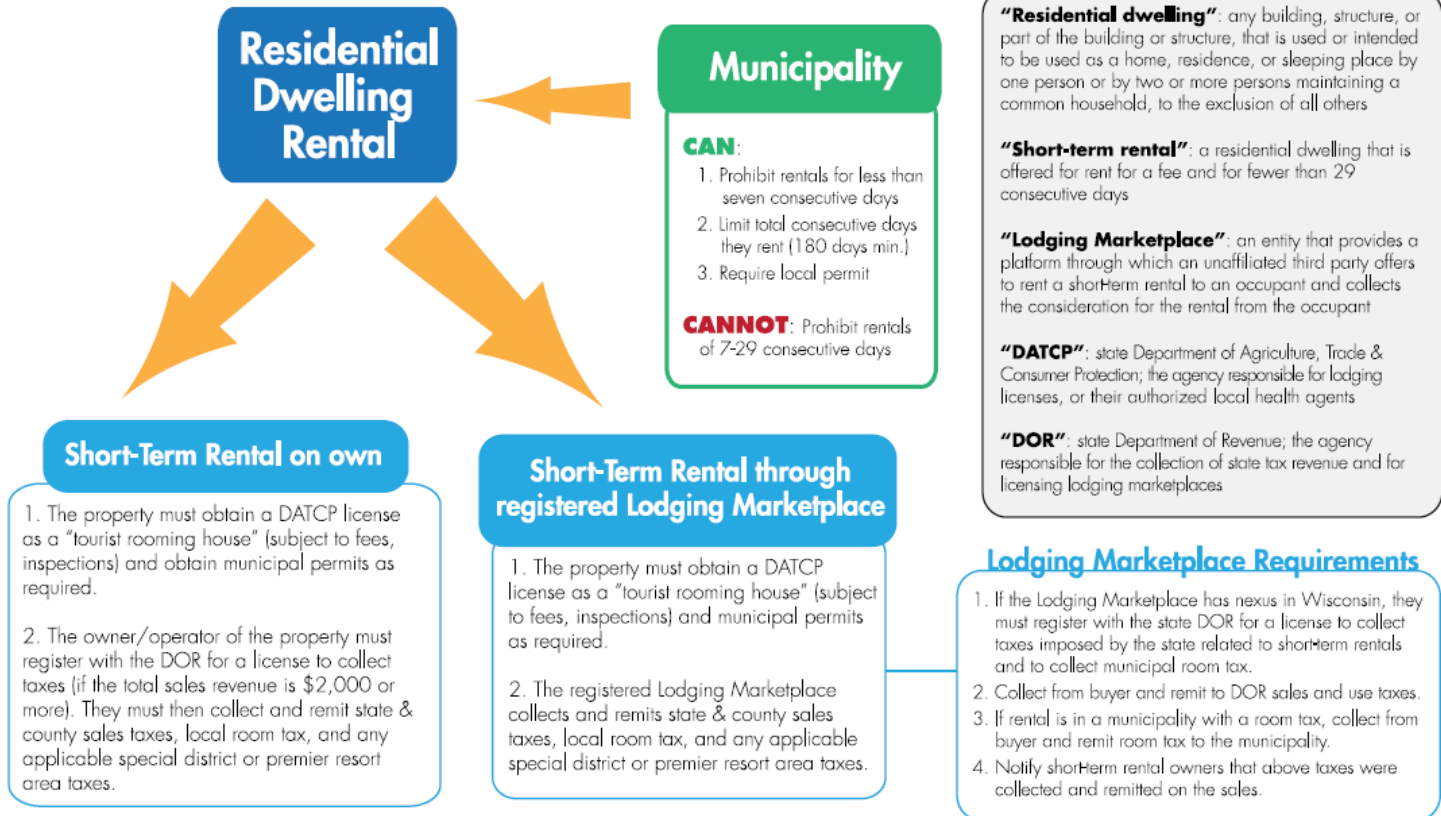 Residential
Dwelling
Rental
Municipality
CAN:
1. Prohibit rentals for less than
seven consecutive days
2. Limit total consecutive days
they rent (180 days min.)
3. Require local permit
CANNOT: Prohibit rentals
of 7-29 consecutive days
"Residential dwelling": any building, structure, or
part of the building or structure, that is used or intended
to be used as a home, residence, or sleeping place by
one person or by two or more persons maintaining a
common household, to the exclusion of all others
"Short-term rental": a residential dwelling that is
offered for rent for a fee and for fewer than 29
consecutive days
"Lodging Marketplace": an entity that provides a
platform through which an unaffiliated third party offers
to rent a short-term rental to an occupant and collects
the consideration for the rental from the occupant
"DATCP": state Department of Agriculture, Trade &
Consumer Protection; the agency responsible for lodging
licenses, or their authorized local health agents
"DOR": state Department of Revenue; the agency
responsible for the collection of state tax revenue and for
licensing lodging marketplaces
Short-Term Rental on own
1. The property must obtain a DATCP license
as a "tourist rooming house" (subject to fees,
inspections) and obtain municipal permits as
required.
2. The owner/operator of the property must
register with the DOR for a license to collect
taxes (if the total sales revenue is $2,000 or
more). They must then collect and remit state &
county sales taxes, local room tax, and any
applicable special district or premier resort
area taxes.
Short-Term Rental through
registered Lodging Marketplace
1. The property must obtain a DATCP
license as a "tourist rooming house" (subject
to fees, inspections) and municipal permits
as required.
2. The registered Lodging Marketplace
collects and remits state & county sales
taxes, local room tax, and any applicable
special district or premier resort area taxes.
Lodging Marketplace Requirements
1. If the Lodging Marketplace has nexus in Wisconsin, they
must register with the state DOR for a license to collect
taxes imposed by the state related to short-term rentals
and to collect municipal room tax.
2. Collect from buyer and remit to DOR sales and use taxes.
3. If rental is in a municipality with a room tax, collect from
buyer and remit room tax to the municipality.
4. Notify short-term rental owners that above taxes were
collected and remitted on the sales.